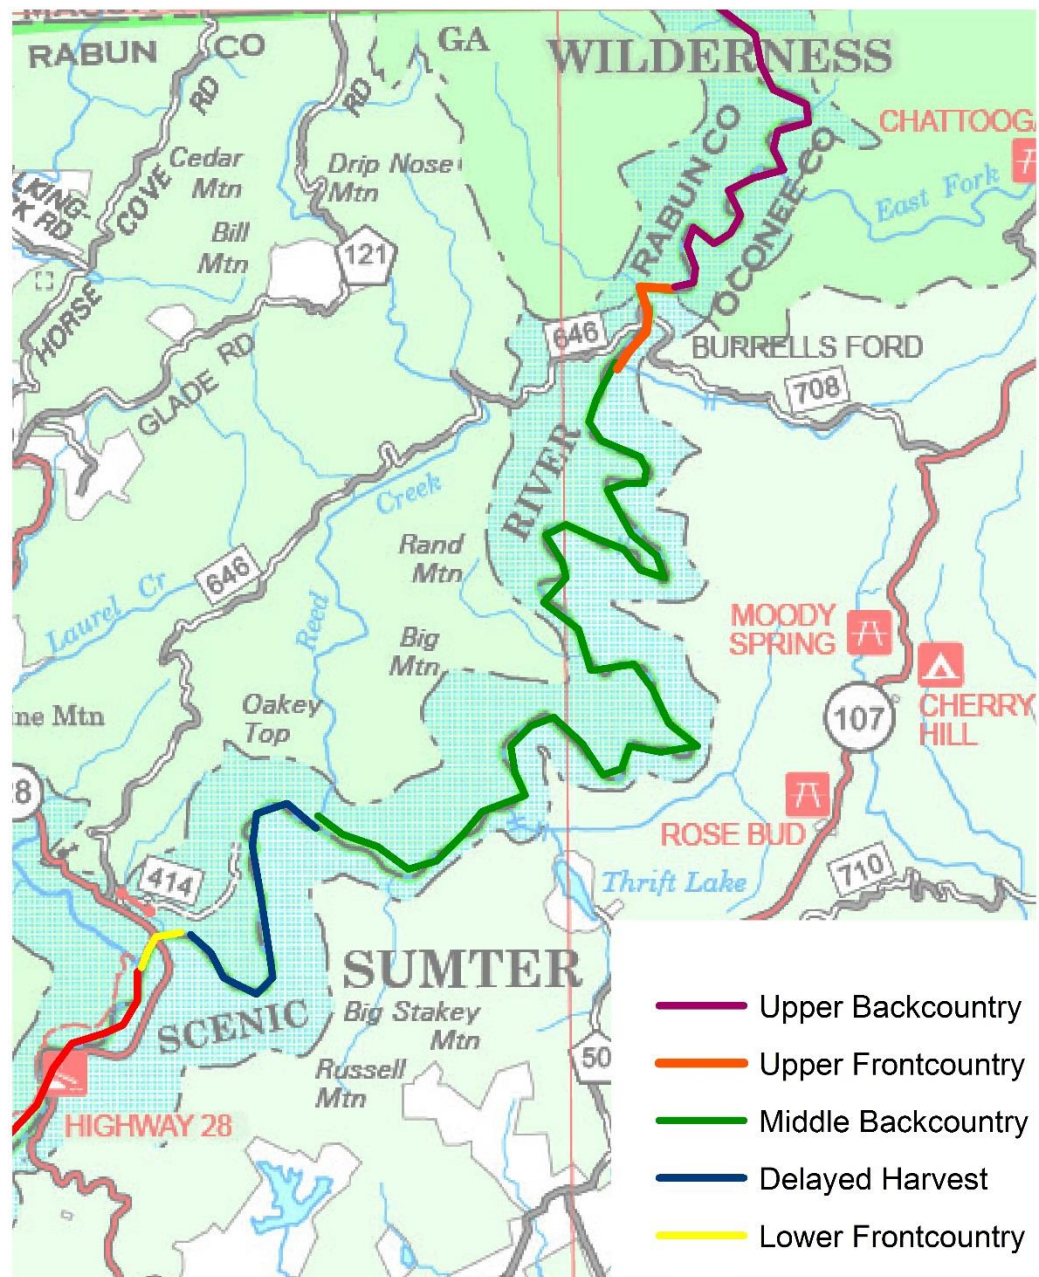 RABUN CO
GA
WILDERNESS
CHATTOOGA
RD
RD
Cedar
Mtn
Drip Nose
Mtn
COVE
HORSE
Bill
Mtn
121
RABUN CO
OCONEE CO
East Fork
646
BURRELLS FORD
708
GLADE RD
RIVER
Creek
Rand
Mtn
646
Laurel Cr
Reed
Big
Mtn
MOODY
SPRING
107
CHERRY
HILL
Oakey
Top
ne Mtn
28
ROSE BUD
414
710
Thrift Lake
SUMTER
SCENIC
Big Stakey
Mtn
Russell
Mtn
50
HIGHWAY 28
Upper Backcountry
Upper Frontcountry
Middle Backcountry
Delayed Harvest
Lower Frontcountry